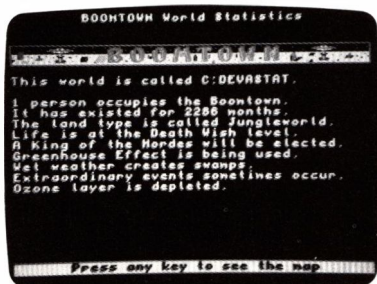 BOOMTOWN World Statistics
BOOMTOWN
This world is called C:DEVASTAT.
1 person occupies the Boomtown.
It has existed for 2286 months.
The land type is called Jungleworld.
Life is at the Death Wish level.
A King of the Hordes will be elected.
Greenhouse Effect is being used.
Wet weather creates swamps.
Extraordinary events sometimes occur.
Ozone layer is depleted.
Press any key to see the map